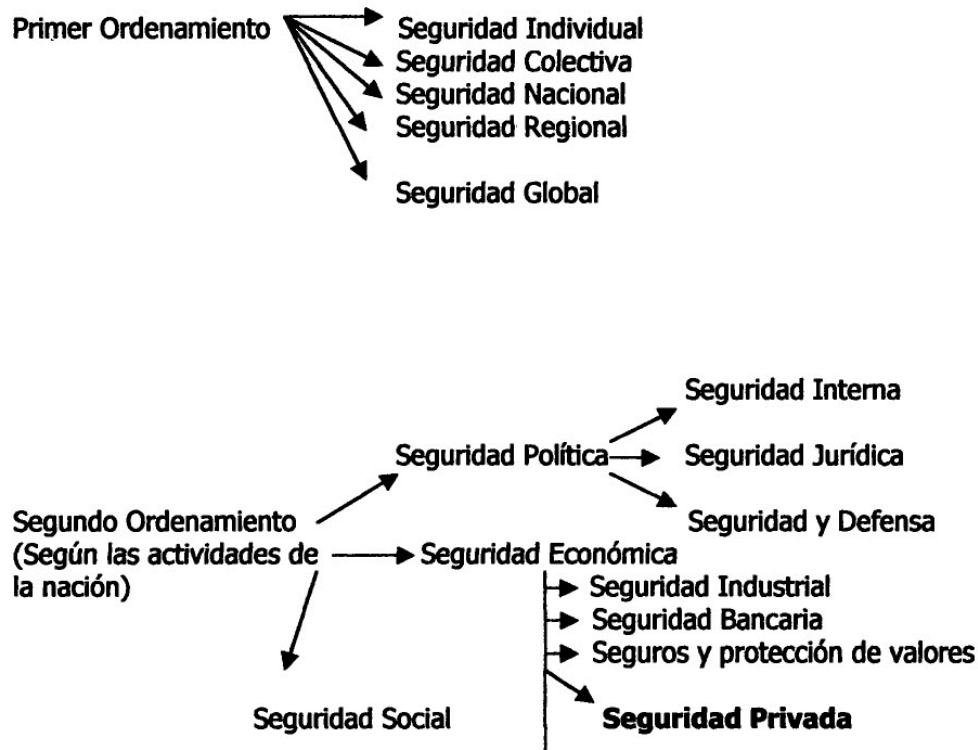 Primer Ordenamiento
Seguridad Individual
Seguridad Colectiva
Seguridad Nacional
Seguridad Regional
Seguridad Global
Seguridad Interna
Seguridad Política
Seguridad Jurídica
Seguridad y Defensa
Segundo Ordenamiento
(Según las actividades de
la nación)
Seguridad Económica
Seguridad Industrial
Seguridad Bancaria
Seguros y protección de valores
Seguridad Social
Seguridad Privada